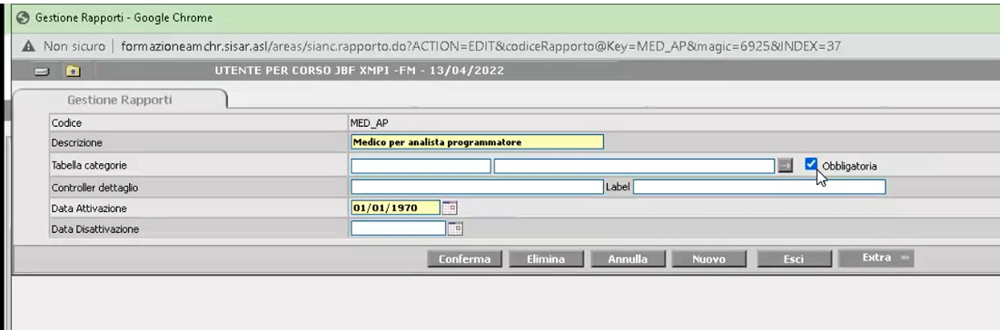 Gestione Rapporti - Google Chrome
Non sicuro | formazioneamchr.sisar.asl/areas/sianc.rapporto.do?ACTION=EDIT&codiceRapporto@Key=MED_AP&magic=6925&INDEX=37
UTENTE PER CORSO JBF XMPI -FM - 13/04/2022
Gestione Rapporti
Codice MED_AP
Descrizione Medico per analista programmatore
Tabella categorie Obbligatoria
Controller dettaglio Label
Data Attivazione 01/01/1970
Data Disattivazione
Conferma Elimina Annulla Nuovo Esci Extra »